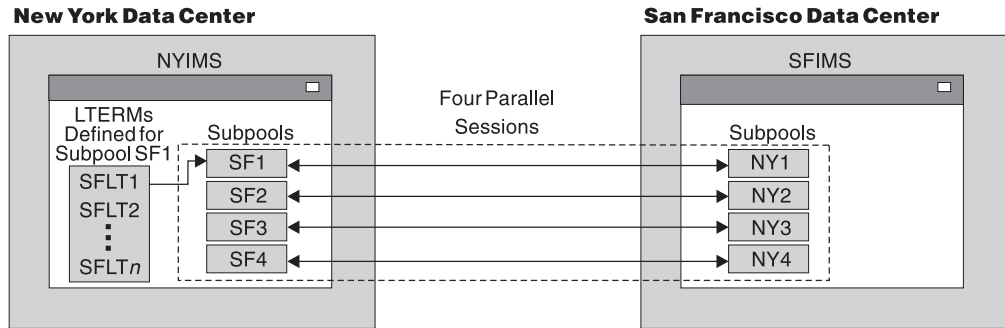 New York Data Center
San Francisco Data Center
NYIMS
SFIMS
LTERMs
Defined for
Subpool SF1
SFLT1
SFLT2
SFLTn
Subpools
SF1
SF2
SF3
SF4
Four Parallel
Sessions
Subpools
NY1
NY2
NY3
NY4